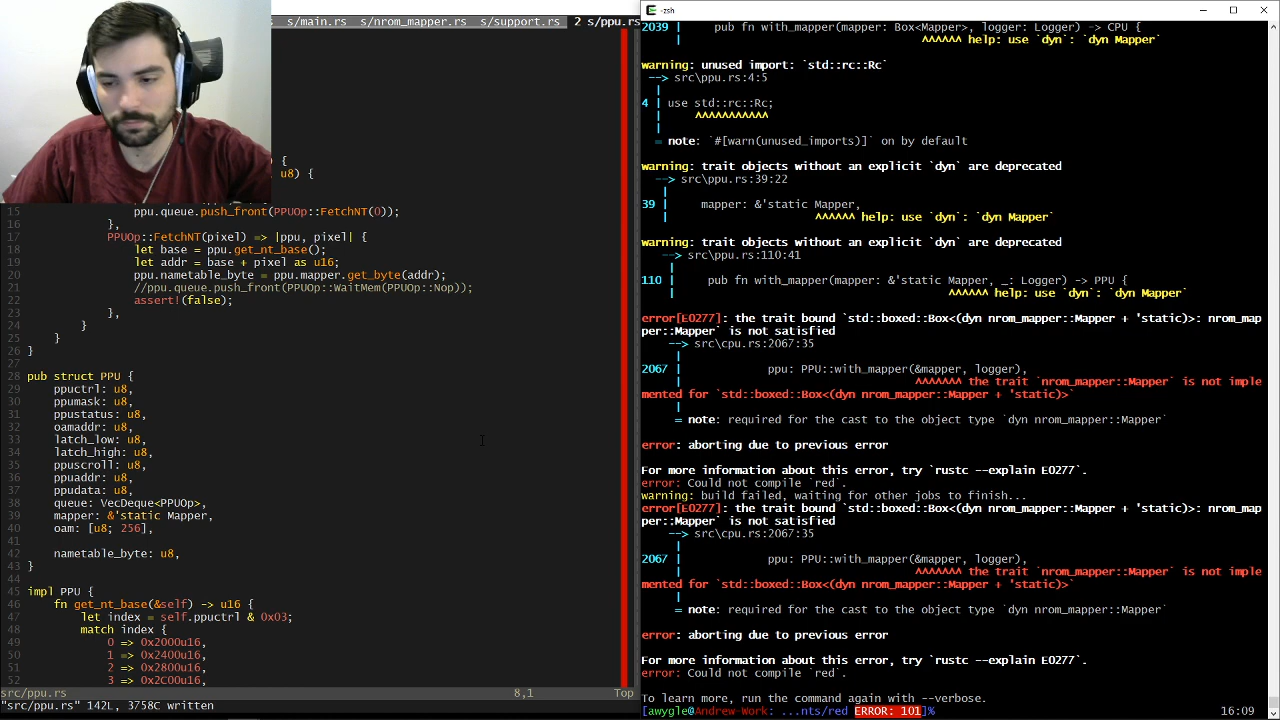 s/main.rs  s/nrom_mapper.rs  s/support.rs  2 s/ppu.rs
{
u8) {
15 ppu.queue.push_front(PPUOp::FetchNT(0));
16 },
17 PPUOp::FetchNT(pixel) => |ppu, pixel| {
18 let base = ppu.get_nt_base();
19 let addr = base + pixel as u16;
20 ppu.nametable_byte = ppu.mapper.get_byte(addr);
21 //ppu.queue.push_front(PPUOp::WaitMem(PPUOp::Nop));
22 assert!(false);
23 },
24 }
25 }
26 }
27
28 pub struct PPU {
29 ppuctrl: u8,
30 ppumask: u8,
31 ppustatus: u8,
32 oamaddr: u8,
33 latch_low: u8,
34 latch_high: u8,
35 ppuscroll: u8,
36 ppuaddr: u8,
37 ppudata: u8,
38 queue: VecDeque<PPUOp>,
39 mapper: &'static Mapper,
40 oam: [u8; 256],
41
42 nametable_byte: u8,
43 }
44
45 impl PPU {
46 fn get_nt_base(&self) -> u16 {
47 let index = self.ppuctrl & 0x03;
48 match index {
49 0 => 0x2000u16,
50 1 => 0x2400u16,
51 2 => 0x2800u16,
52 3 => 0x2C00u16,
src/ppu.rs 8,1 Top
"src/ppu.rs" 142L, 3758C written
-zsh
2039 | pub fn with_mapper(mapper: Box<Mapper>, logger: Logger) -> CPU {
| ^^^^^^ help: use `dyn`: `dyn Mapper`
warning: unused import: `std::rc::Rc`
--> src\ppu.rs:4:5
|
4 | use std::rc::Rc;
| ^^^^^^^^^^^
|
= note: `#[warn(unused_imports)]` on by default
warning: trait objects without an explicit `dyn` are deprecated
--> src\ppu.rs:39:22
|
39 | mapper: &'static Mapper,
| ^^^^^^ help: use `dyn`: `dyn Mapper`
warning: trait objects without an explicit `dyn` are deprecated
--> src\ppu.rs:110:41
|
110 | pub fn with_mapper(mapper: &'static Mapper, _: Logger) -> PPU {
| ^^^^^^ help: use `dyn`: `dyn Mapper`
error[E0277]: the trait bound `std::boxed::Box<(dyn nrom_mapper::Mapper + 'static)>: nrom_map
per::Mapper` is not satisfied
--> src\cpu.rs:2067:35
|
2067 | ppu: PPU::with_mapper(&mapper, logger),
| ^^^^^^^ the trait `nrom_mapper::Mapper` is not imple
mented for `std::boxed::Box<(dyn nrom_mapper::Mapper + 'static)>`
|
= note: required for the cast to the object type `dyn nrom_mapper::Mapper`
error: aborting due to previous error
For more information about this error, try `rustc --explain E0277`.
error: Could not compile `red`.
warning: build failed, waiting for other jobs to finish...
error[E0277]: the trait bound `std::boxed::Box<(dyn nrom_mapper::Mapper + 'static)>: nrom_map
per::Mapper` is not satisfied
--> src\cpu.rs:2067:35
|
2067 | ppu: PPU::with_mapper(&mapper, logger),
| ^^^^^^^ the trait `nrom_mapper::Mapper` is not imple
mented for `std::boxed::Box<(dyn nrom_mapper::Mapper + 'static)>`
|
= note: required for the cast to the object type `dyn nrom_mapper::Mapper`
error: aborting due to previous error
For more information about this error, try `rustc --explain E0277`.
error: Could not compile `red`.
To learn more, run the command again with --verbose.
[awygle@Andrew-Work: ...nts/red ERROR: 101]% 16:09